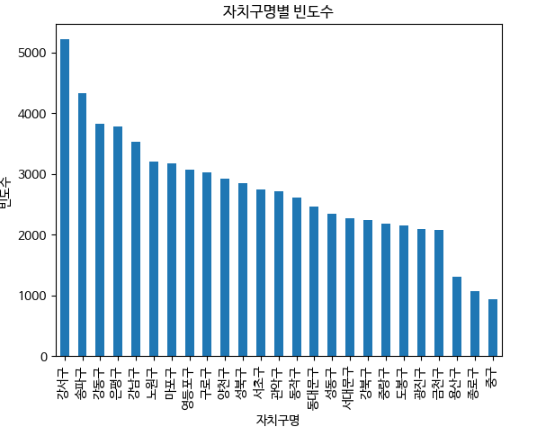 자치구명별 빈도수
5000
4000
3000
2000
1000
0
빈도수
강서구
송파구
강동구
은평구
강남구
노원구
마포구
영등포구
구로구
양천구
성북구
서초구
관악구
동작구
동대문구
성동구
서대문구
강북구
중랑구
도봉구
광진구
금천구
용산구
종로구
중구
자치구명